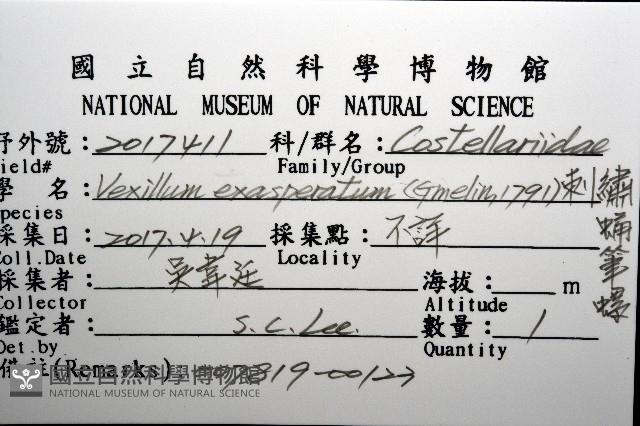 國立自然科學博物館
NATIONAL MUSEUM OF NATURAL SCIENCE
野外號：2017411 科/群名：Costellariidae
ield# Family/Group
學 名：Vexillum exasperatum (Gmelin, 1791) 刺繡蛹筆螺
Species
採集日：2017.4.19 採集點：不詳
Coll.Date Locality
採集者：吳韋廷 海拔：m
Collector Altitude
鑑定者：S.C.Lee. 數量：1
Det.by Quantity
備註(Remarks) 19-00123
國立自然科學博物館
NATIONAL MUSEUM OF NATURAL SCIENCE